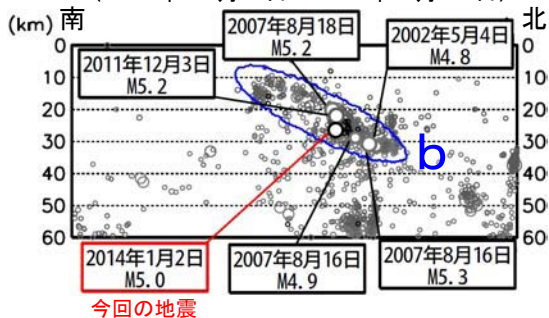 (km) 南 北
2007年8月18日
M5.2
2002年5月4日
M4.8
2011年12月3日
M5.2
0 0
10 10
20 20
30 30
40 40
50 50
60 60
b
2014年1月2日
M5.0
2007年8月16日
M4.9
2007年8月16日
M5.3
今回の地震